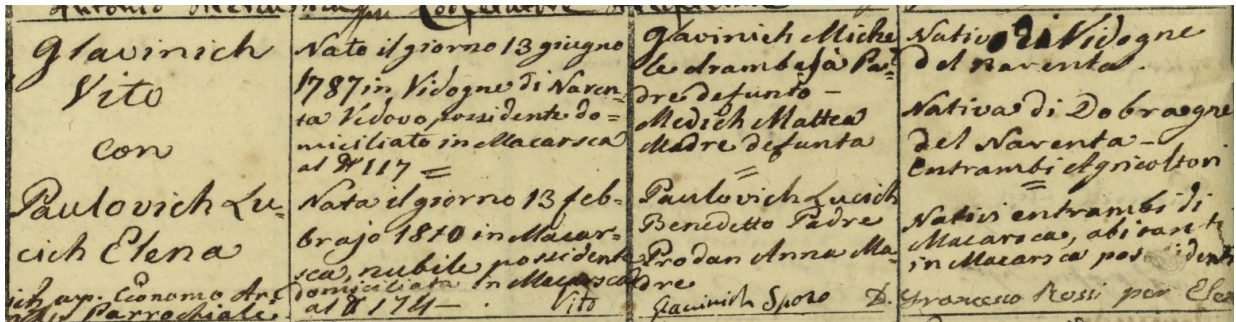 Glavinich
Vito
con
Paulovich Lu-
cich Elena
Nato il giorno 13 giugno
1787 in Vidogne di Naren-
ta Vedovo, possidente do=
miciliato in Macarsca
al N 117 =
Nata il giorno 13 feb-
brajo 1810 in Macar-
sca, nubile possidente
domiciliata in Macarsca
al N 174 -
Glavinich Miche
le Pa-
dre defunto -
Medich Mattea
Madre defunta
=
Paulovich Lucich
Benedetto Padre
Prodan Anna Ma-
dre
Nativo di Vidogne
del Narenta.
Nativa di Dobragne
del Narenta -
entrambi Agricoltori
=
Nativi entrambi di
Macarsca, abitanti
in Macarsca possidenti
Economo
Parrochiale
Vito Glavinich Sposo
Francesco Rossi per